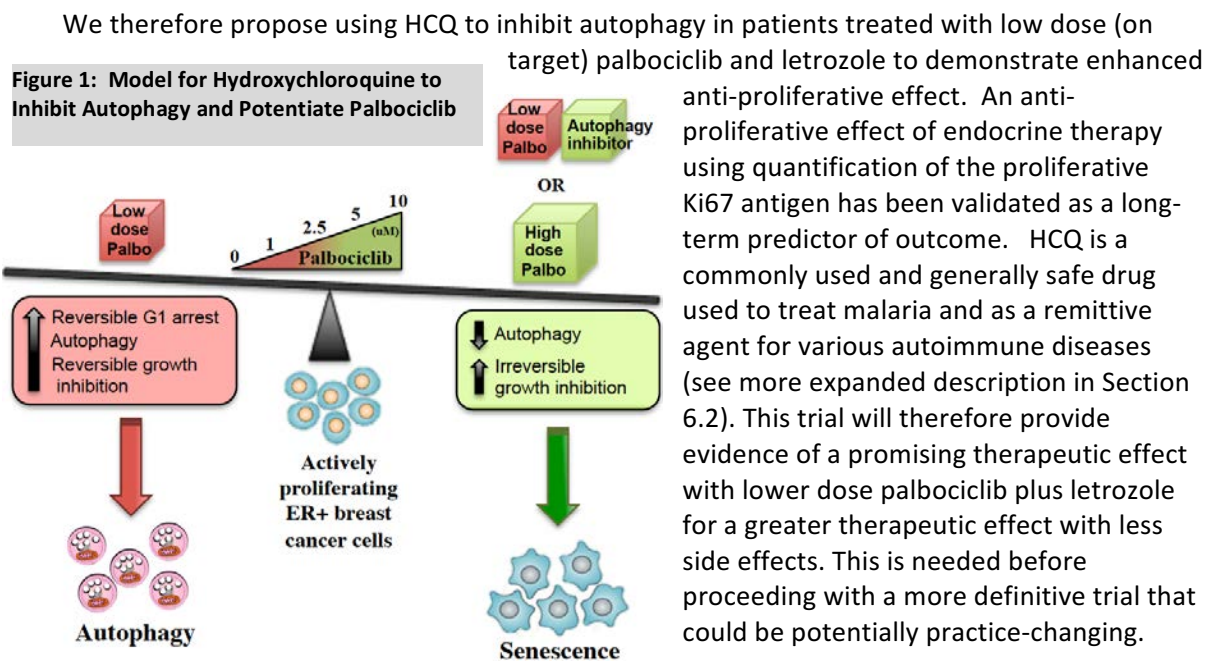 We therefore propose using HCQ to inhibit autophagy in patients treated with low dose (on
target) palbociclib and letrozole to demonstrate enhanced
anti-
proliferative effect.  An anti-
proliferative effect of endocrine therapy
using quantification of the proliferative
Ki67 antigen has been validated as a long-
term predictor of outcome.   HCQ is a
commonly used and generally safe drug
used to treat malaria and as a remittive
agent for various autoimmune diseases
(see more expanded description in Section
6.2). This trial will therefore provide
evidence of a promising therapeutic effect
with lower dose palbociclib plus letrozole
for a greater therapeutic effect with less
side effects. This is needed before
proceeding with a more definitive trial that
could be potentially practice-changing.
Figure 1:  Model for Hydroxychloroquine to
Inhibit Autophagy and Potentiate Palbociclib
Low
dose
Palbo
Autophagy
inhibitor
OR
High
dose
Palbo
Low
dose
Palbo
0
1
2.5
5
10
(uM)
Palbociclib
Reversible G1 arrest
Autophagy
Reversible growth
inhibition
Autophagy
Irreversible
growth inhibition
Actively
proliferating
ER+ breast
cancer cells
Autophagy
Senescence